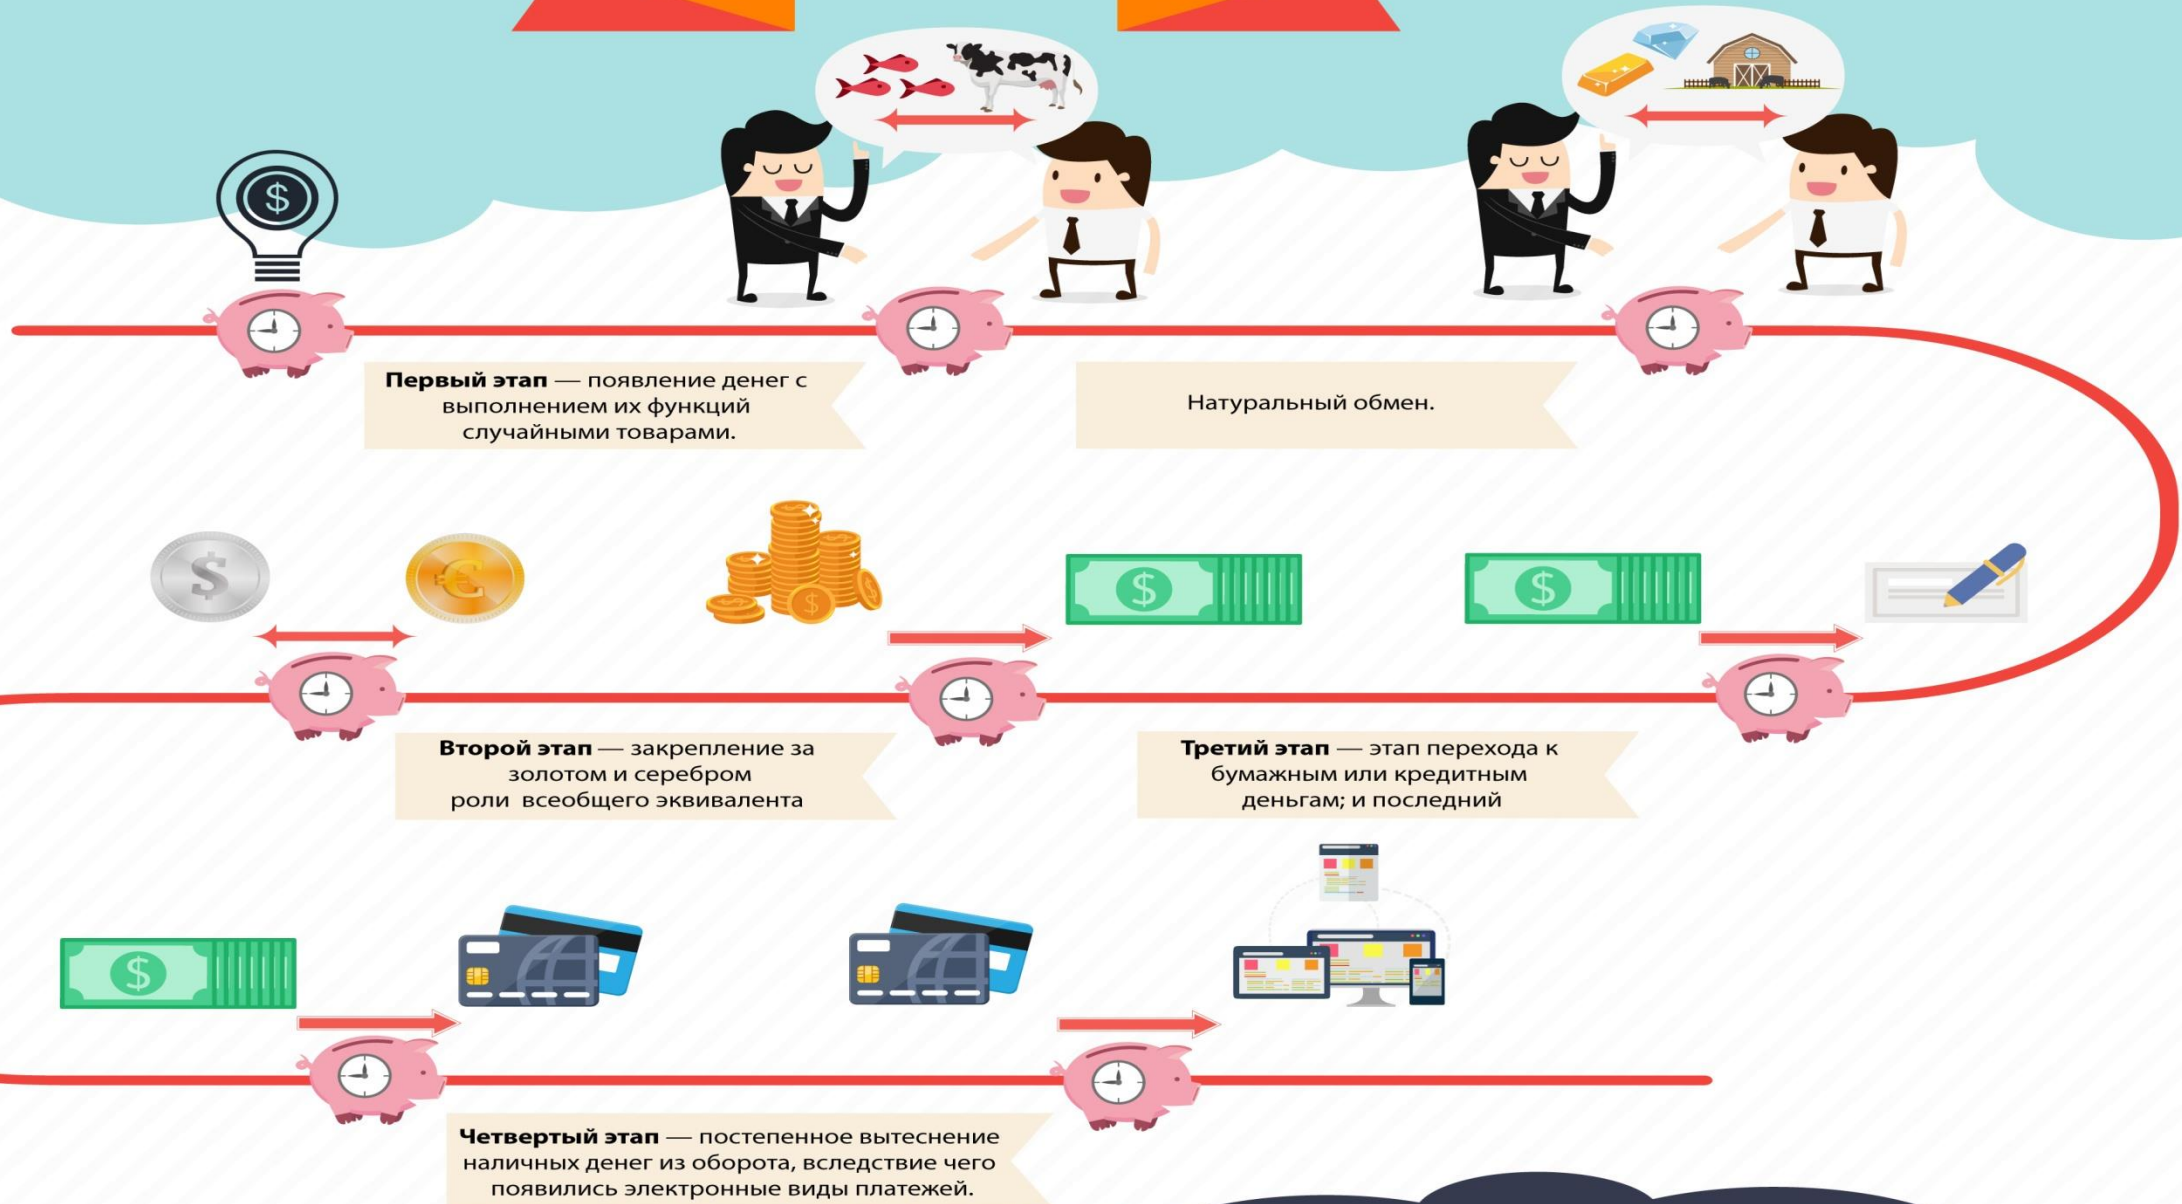 Первый этап — появление денег с
выполнением их функций
случайными товарами.
Натуральный обмен.
Второй этап — закрепление за
золотом и серебром
роли  всеобщего эквивалента
Третий этап — этап перехода к
бумажным или кредитным
деньгам; и последний
Четвертый этап — постепенное вытеснение
наличных денег из оборота, вследствие чего
появились электронные виды платежей.